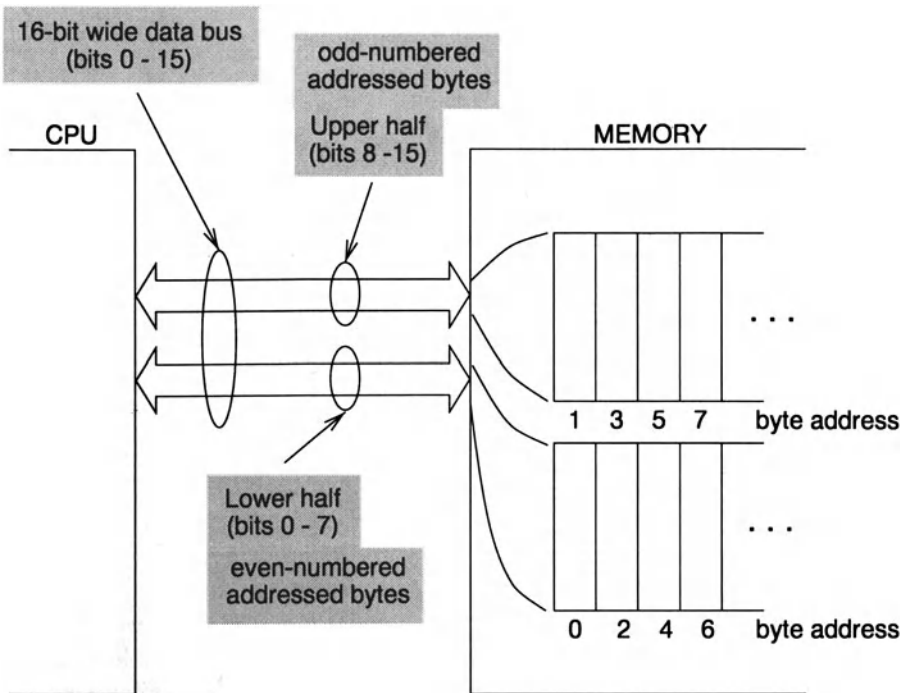 16-bit wide data bus
(bits 0 - 15)
odd-numbered
addressed bytes
Upper half
(bits 8 -15)
CPU
MEMORY
. . .
1 3 5 7 byte address
Lower half
(bits 0 - 7)
even-numbered
addressed bytes
. . .
0 2 4 6 byte address